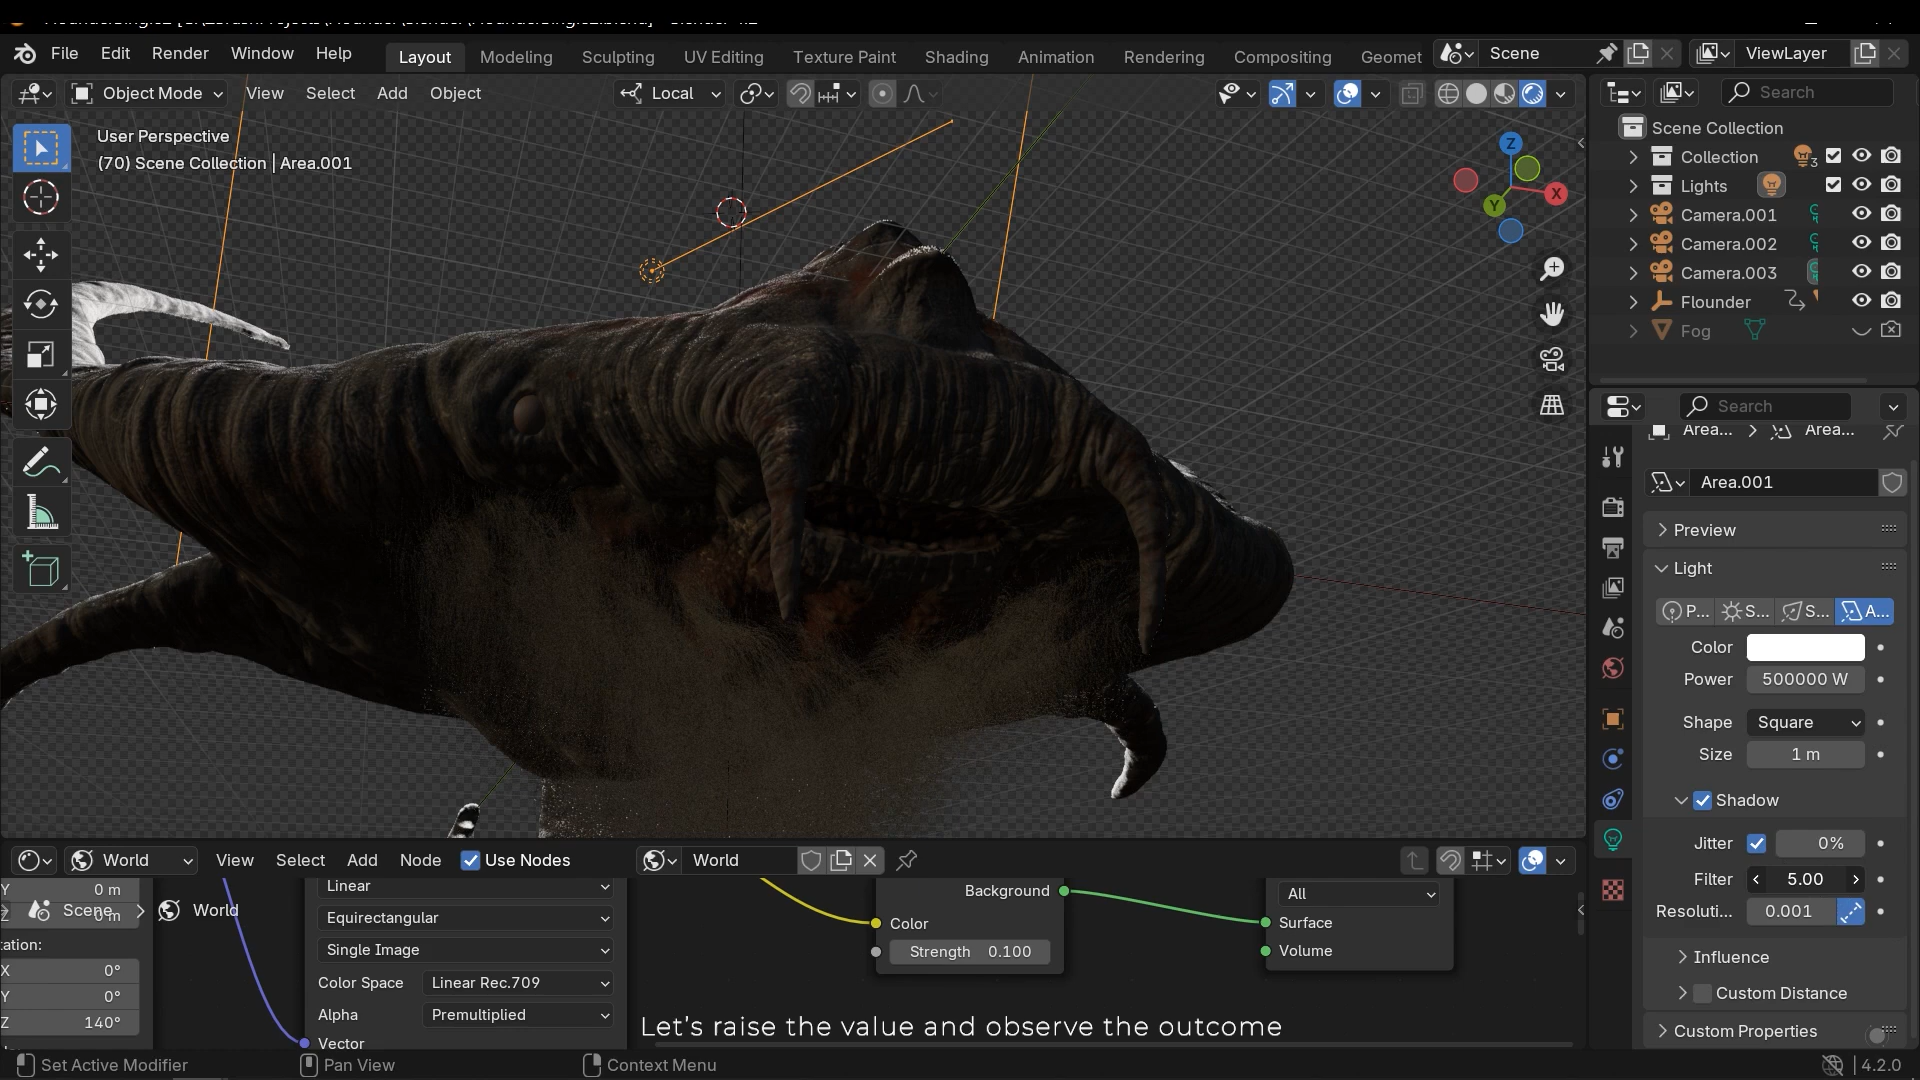 File Edit Render Window Help Layout Modeling Sculpting UV Editing Texture Paint Shading Animation Rendering Compositing Geomet Scene ViewLayer
Object Mode View Select Add Object Local Search
User Perspective
(70) Scene Collection | Area.001
Z
X
Y
Scene Collection
Collection 3
Lights
Camera.001
Camera.002
Camera.003
Flounder
Fog
Search
Area... Area...
Area.001
Preview
Light
P... S... S... A...
Color
Power 500000 W
Shape Square
Size 1 m
Shadow
Jitter 0%
Filter 5.00
Resoluti... 0.001
Influence
Custom Distance
Custom Properties
World View Select Add Node Use Nodes World
Y 0 m
Z 0 m
Scene World
ation:
X 0°
Y 0°
Z 140°
Linear
Equirectangular
Single Image
Color Space Linear Rec.709
Alpha Premultiplied
Vector
Background
Color
Strength 0.100
All
Surface
Volume
Let's raise the value and observe the outcome
Set Active Modifier Pan View Context Menu 4.2.0